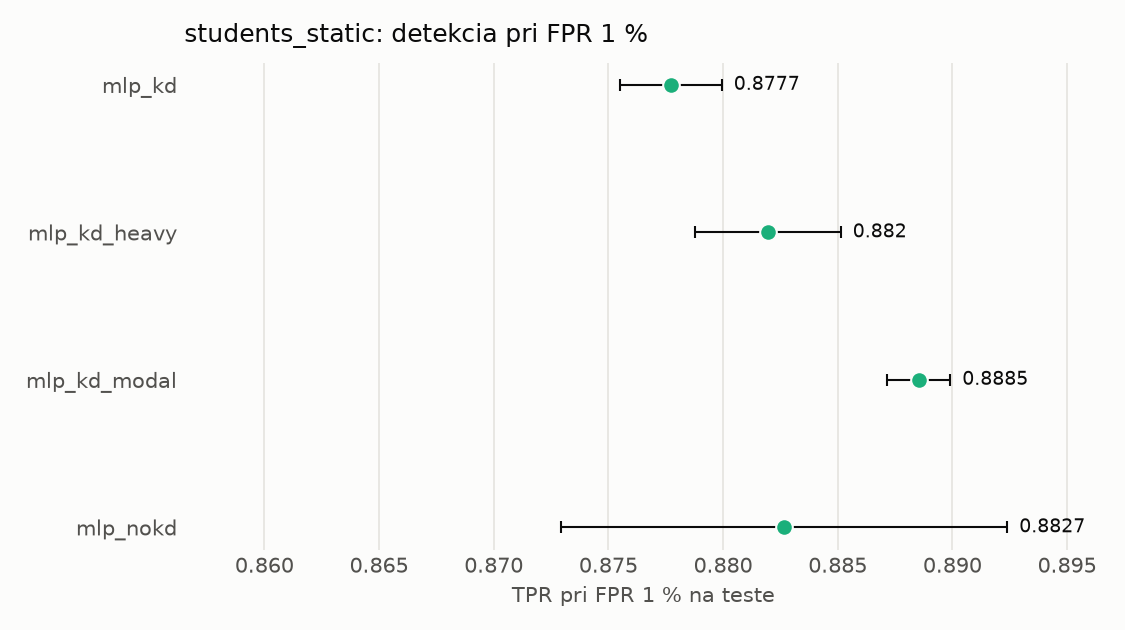 students_static: detekcia pri FPR 1 %
mlp_kd
0.8777
mlp_kd_heavy
0.882
mlp_kd_modal
0.8885
mlp_nokd
0.8827
0.860 0.865 0.870 0.875 0.880 0.885 0.890 0.895
TPR pri FPR 1 % na teste